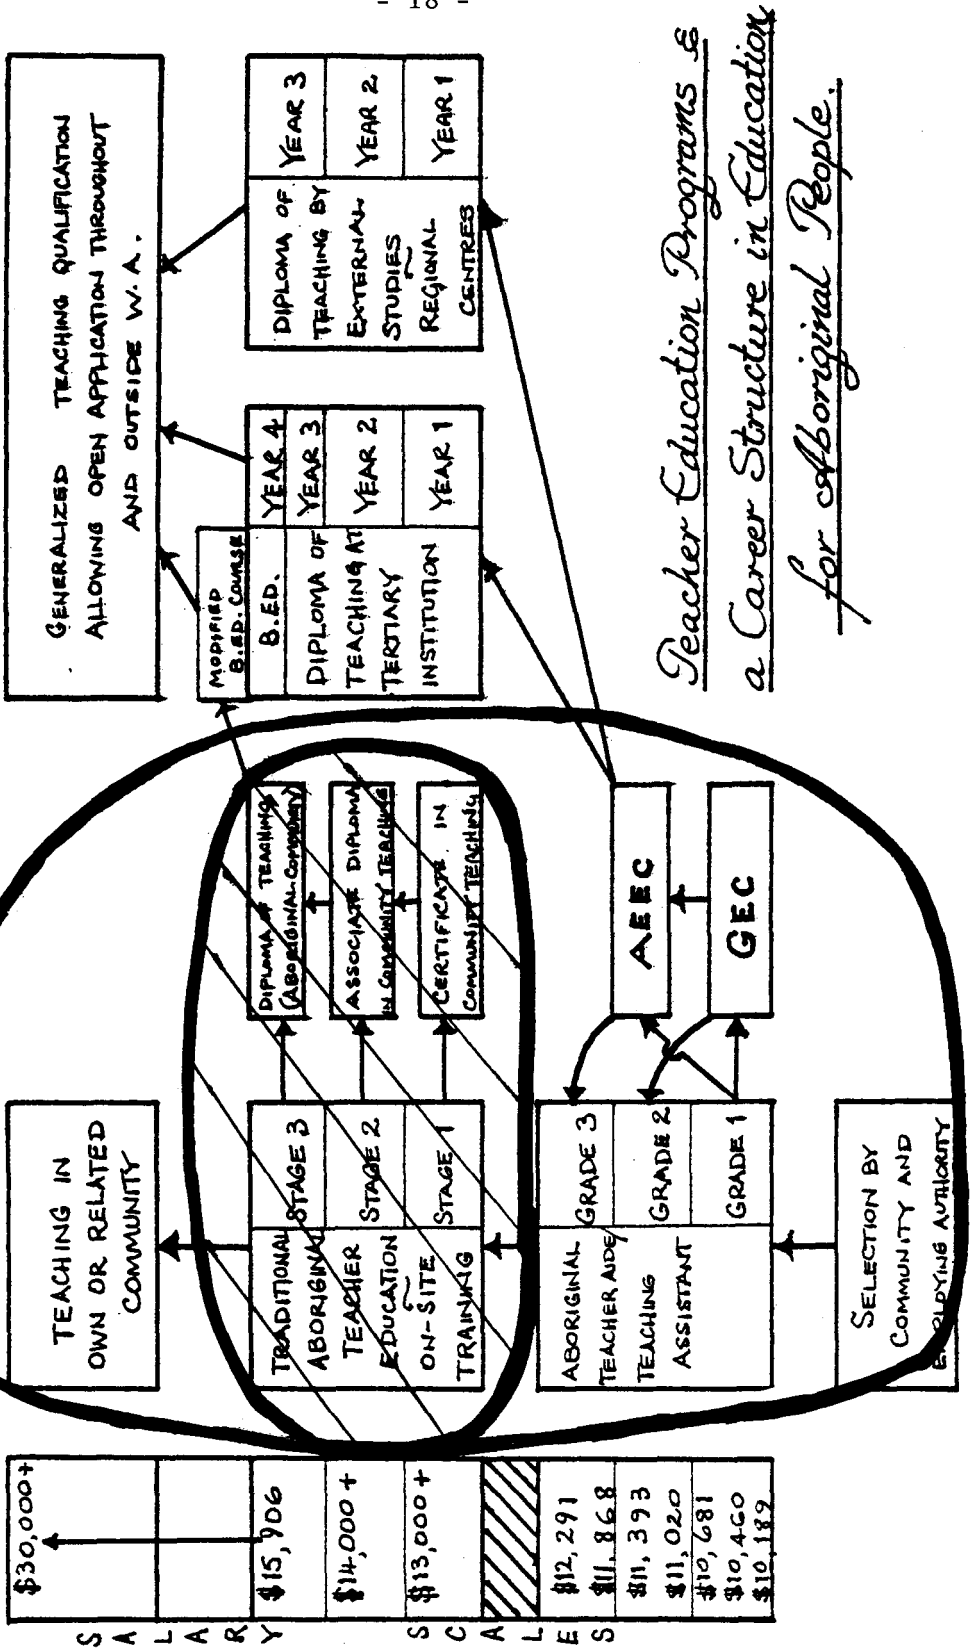 - 18 -
$30,000+
$15,906
$14,000+
$13,000+
$12,291
$11,868
$11,393
$11,020
$10,681
$10,460
$10,189
SALARY SCALES
TEACHING IN
OWN OR RELATED
COMMUNITY
TRADITIONAL
ABORIGINAL
TEACHER
EDUCATION
~
ON-SITE
TRAINING
STAGE 3
STAGE 2
STAGE 1
ABORIGINAL
TEACHER AIDE/
TEACHING
ASSISTANT
GRADE 3
GRADE 2
GRADE 1
SELECTION BY
COMMUNITY AND
EMPLOYING AUTHORITY
DIPLOMA OF TEACHING
(ABORIGINAL COMMUNITY)
ASSOCIATE DIPLOMA
IN COMMUNITY TEACHING
CERTIFICATE IN
COMMUNITY TEACHING
AEEC
GEC
GENERALIZED TEACHING QUALIFICATION
ALLOWING OPEN APPLICATION THROUGHOUT
AND OUTSIDE W.A.
MODIFIED
B.ED. COURSE
B.ED.
YEAR 4
DIPLOMA OF
TEACHING AT
TERTIARY
INSTITUTION
YEAR 3
YEAR 2
YEAR 1
DIPLOMA OF
TEACHING BY
EXTERNAL
STUDIES
~
REGIONAL
CENTRES
YEAR 3
YEAR 2
YEAR 1
Teacher Education Programs &
a Career Structure in Education
for Aboriginal People.